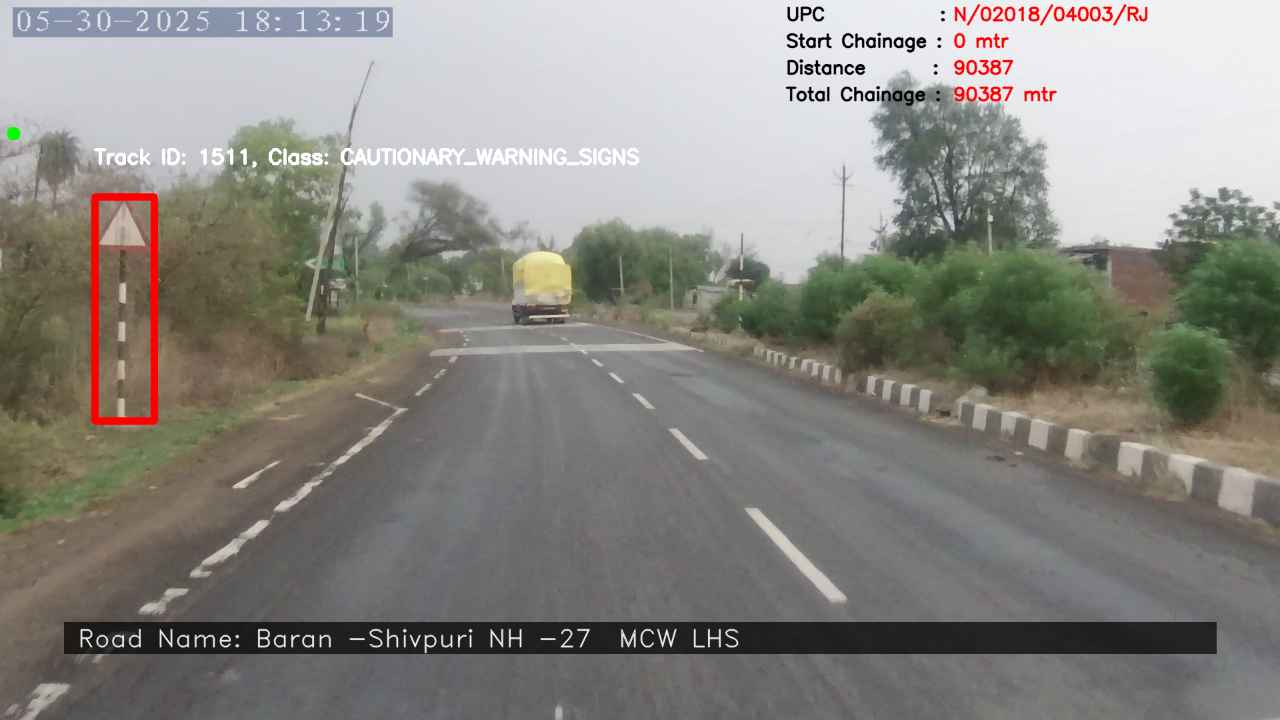 05-30-2025 18:13:19
UPC : N/02018/04003/RJ
Start Chainage : 0 mtr
Distance : 90387
Total Chainage : 90387 mtr
Track ID: 1511, Class: CAUTIONARY_WARNING_SIGNS
Road Name: Baran -Shivpuri NH -27 MCW LHS